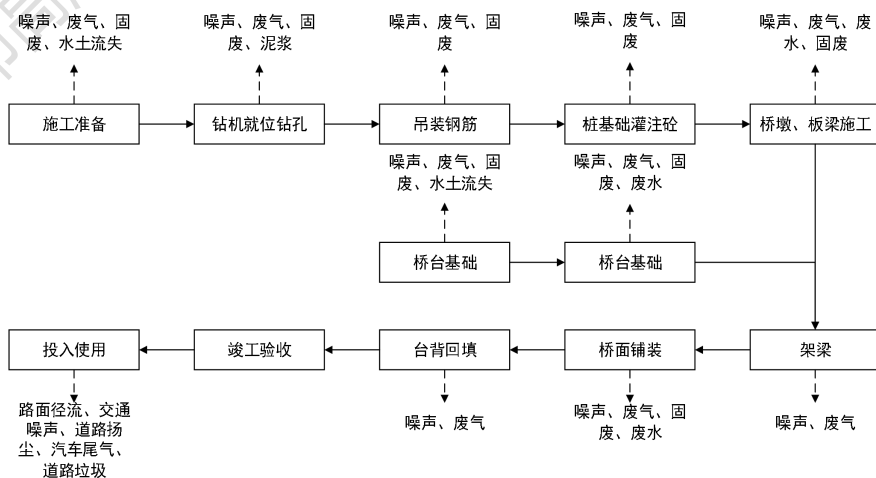 噪声、废气、固
废、水土流失
噪声、废气、固
废、泥浆
噪声、废气、固
废
噪声、废气、固
废
噪声、废气、废
水、固废
施工准备
钻机就位钻孔
吊装钢筋
桩基础灌注砼
桥墩、板梁施工
噪声、废气、固
废、水土流失
噪声、废气、固
废、废水
桥台基础
桥台基础
投入使用
竣工验收
台背回填
桥面铺装
架梁
路面径流、交通
噪声、道路扬
尘、汽车尾气、
道路垃圾
噪声、废气
噪声、废气、固
废、废水
噪声、废气